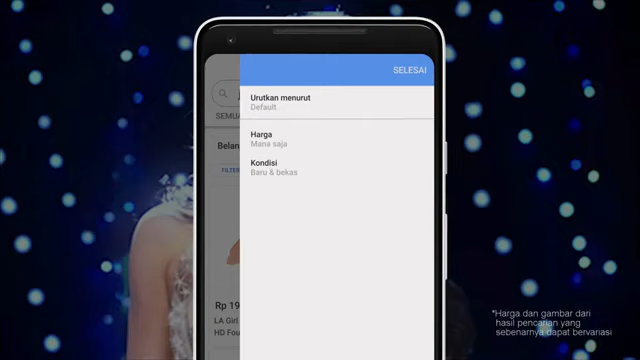 SELESAI
Urutkan menurut
Default
SEMUA
Harga
Mana saja
Belan
Kondisi
Baru & bekas
FILTER
Rp 19
LA Girl
HD Fou
*Harga dan gambar dari
hasil pencarian yang
sebenarnya dapat bervariasi